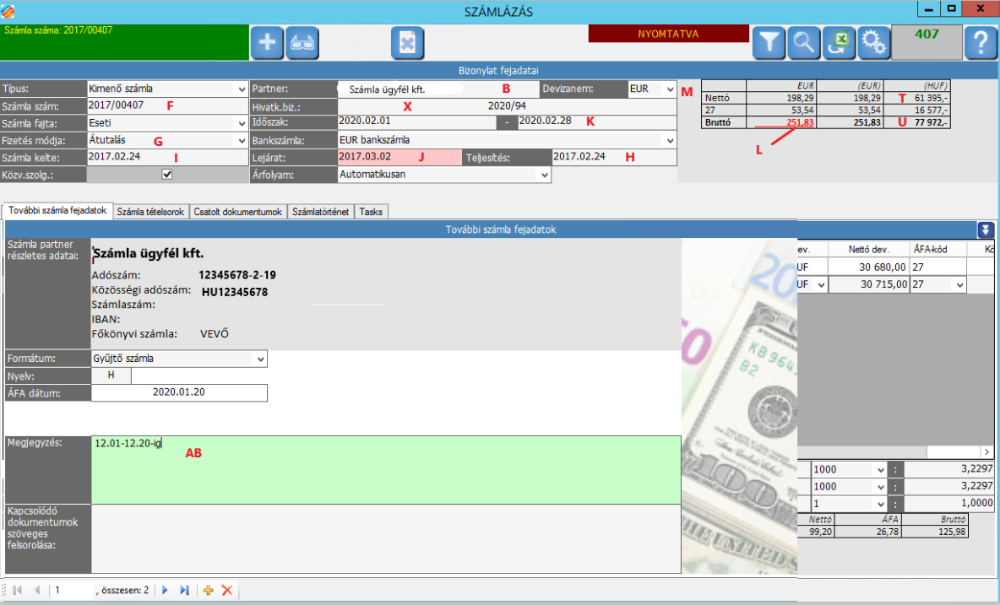 SZÁMLÁZÁS
Számla száma: 2017/00407
NYOMTATVA
407
?
Bizonylat fejadatai
Típus: Kimenő számla Partner: Számla ügyfél kft. B Devizanem: EUR M
EUR (EUR) (HUF)
Számla szám: 2017/00407 F Hivatk.biz.: X 2020/94
Nettó 198,29 198,29 T 61 395,-
27 53,54 53,54 16 577,-
Számla fajta: Eseti Időszak: 2020.02.01 - 2020.02.28 K
Bruttó 251,83 251,83 U 77 972,-
L
Fizetés módja: Átutalás G Bankszámla: EUR bankszámla
Számla kelte: 2017.02.24 I Lejárat: 2017.03.02 J Teljesítés: 2017.02.24 H
Közv.szolg.: Árfolyam: Automatikusan
További számla fejadatok Számla tételsorok Csatolt dokumentumok Számlatörténet Tasks
További számla fejadatok
Számla partner
részletes adatai:
Számla ügyfél kft.
Adószám: 12345678-2-19
Közösségi adószám: HU12345678
Számlaszám:
IBAN:
Főkönyvi számla: VEVŐ
ev. Nettó dev. ÁFA-kód Kö
UF 30 680,00 27
UF 30 715,00 27
Formátum: Gyűjtő számla
Nyelv: H
ÁFA dátum: 2020.01.20
Megjegyzés: 12.01-12.20-ig
AB
1000 : 3,2297
1000 : 3,2297
1 : 1,0000
Kapcsolódó
dokumentumok
szöveges
felsorolása:
Nettó ÁFA Bruttó
99,20 26,78 125,98
20
KB 964
B2
100
THE UNITED S
1 , összesen: 2